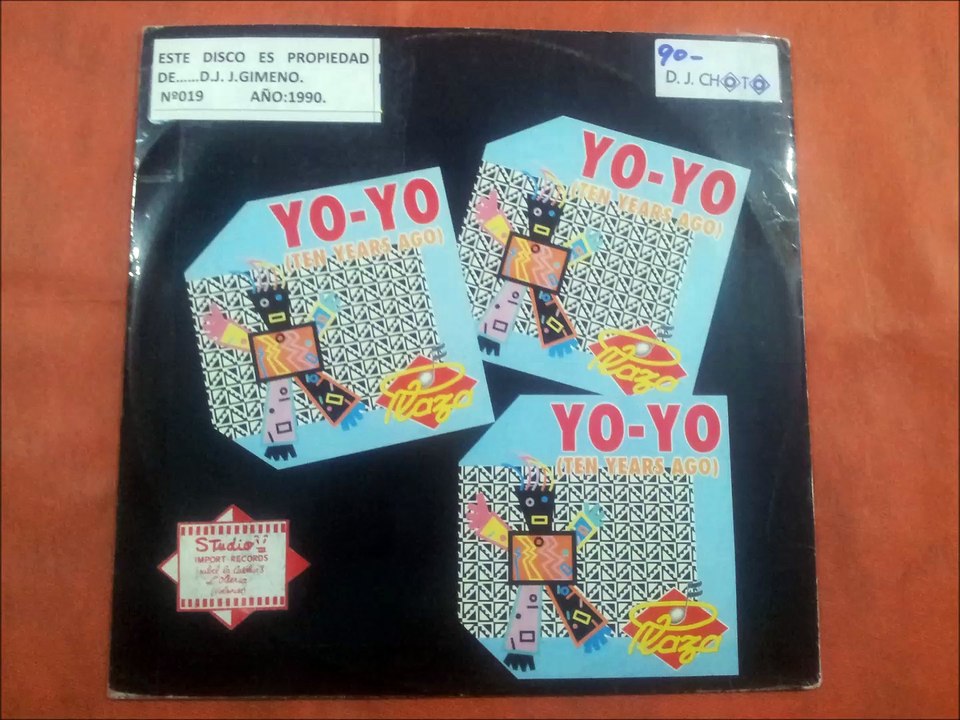 ESTE DISCO ES PROPIEDAD
DE......D.J. J.GIMENO.
Nº019 AÑO:1990.
90-
D. J. CHOTO
YO-YO
(TEN YEARS AGO)
Plaza
YO-YO
(TEN YEARS AGO)
Plaza
YO-YO
(TEN YEARS AGO)
Plaza
STudio
IMPORT RECORDS